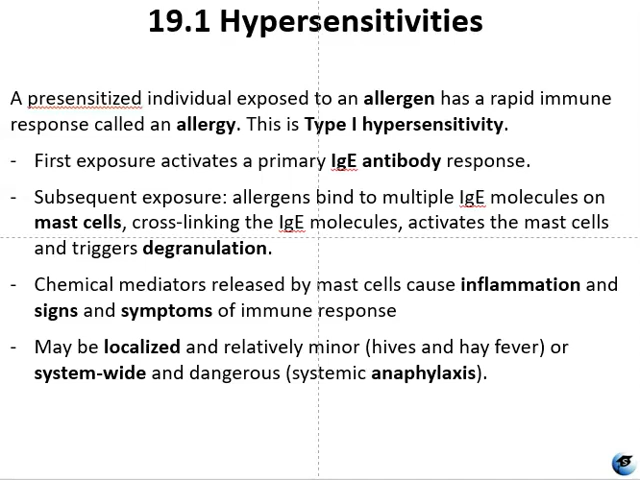 19.1 Hypersensitivities
A presensitized individual exposed to an allergen has a rapid immune
response called an allergy. This is Type I hypersensitivity.
- First exposure activates a primary IgE antibody response.
- Subsequent exposure: allergens bind to multiple IgE molecules on
mast cells, cross-linking the IgE molecules, activates the mast cells
and triggers degranulation.
- Chemical mediators released by mast cells cause inflammation and
signs and symptoms of immune response
- May be localized and relatively minor (hives and hay fever) or
system-wide and dangerous (systemic anaphylaxis).
S